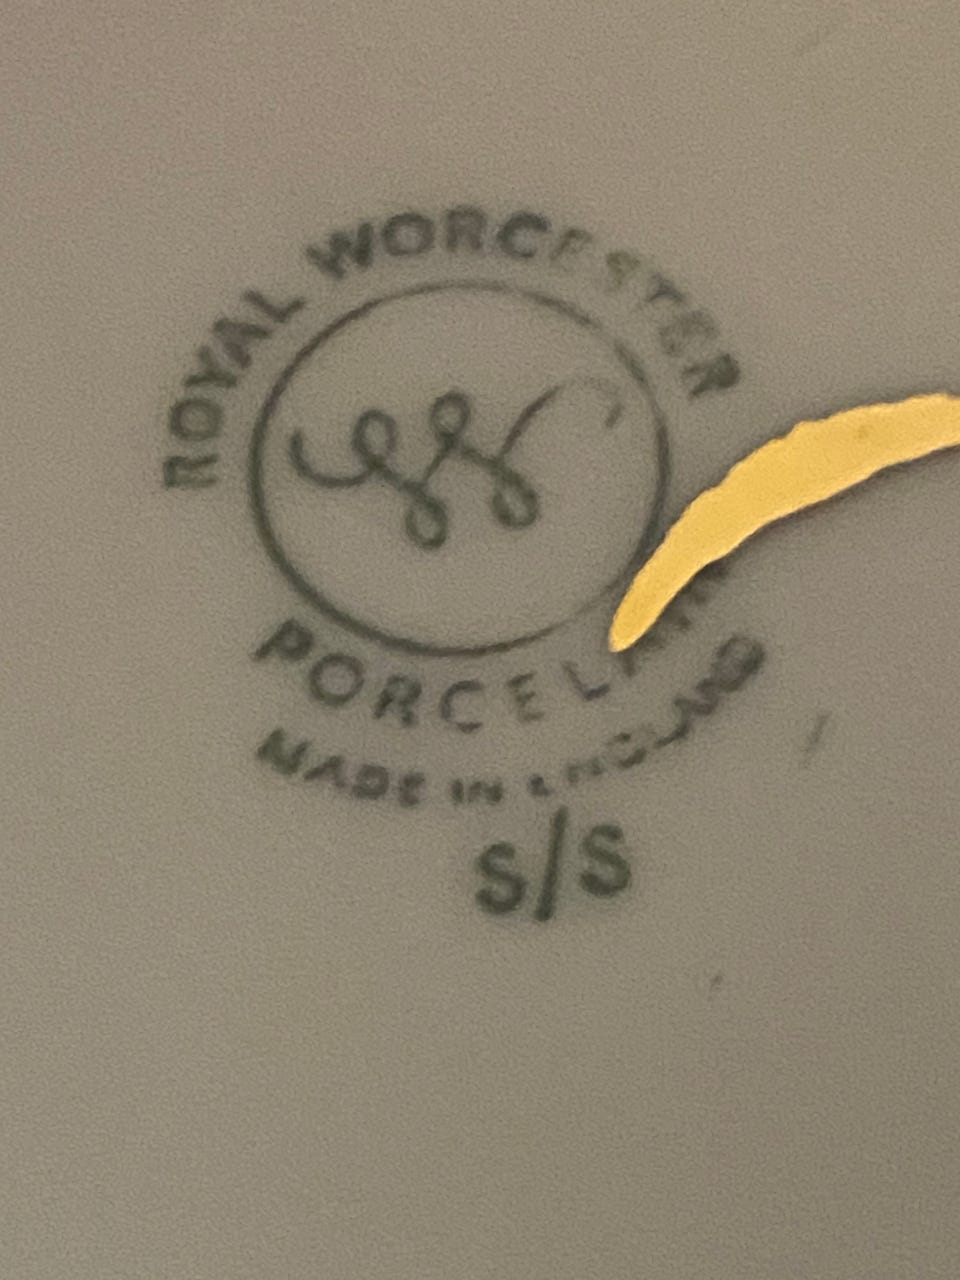 ROYAL WORCESTER
W
PORCELAIN
MADE IN ENGLAND
S/S